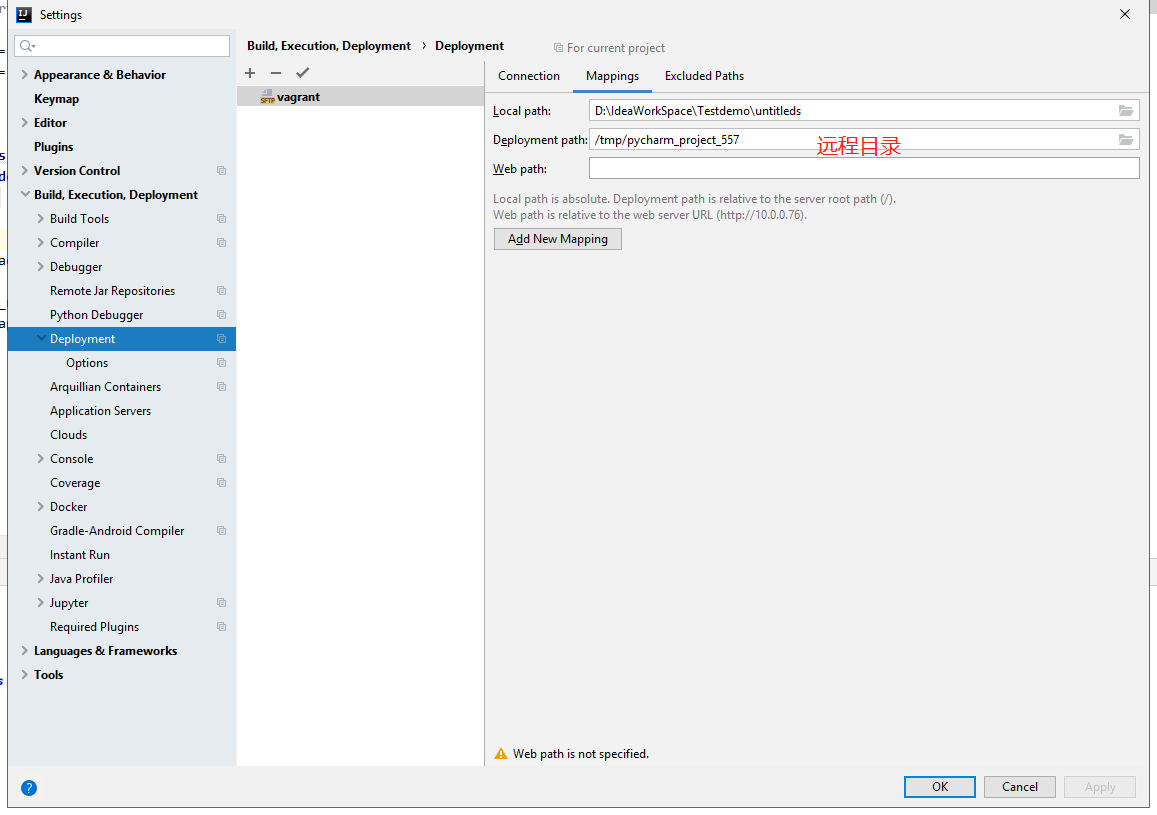 Settings
Build, Execution, Deployment › Deployment
For current project
Appearance & Behavior
Keymap
Editor
Plugins
Version Control
Build, Execution, Deployment
Build Tools
Compiler
Debugger
Remote Jar Repositories
Python Debugger
Deployment
Options
Arquillian Containers
Application Servers
Clouds
Console
Coverage
Docker
Gradle-Android Compiler
Instant Run
Java Profiler
Jupyter
Required Plugins
Languages & Frameworks
Tools
SFTP vagrant
Connection Mappings Excluded Paths
Local path: D:\IdeaWorkSpace\Testdemo\untitleds
Deployment path: /tmp/pycharm_project_557 远程目录
Web path:
Local path is absolute. Deployment path is relative to the server root path (/).
Web path is relative to the web server URL (http://10.0.0.76).
Add New Mapping
Web path is not specified.
? OK Cancel Apply